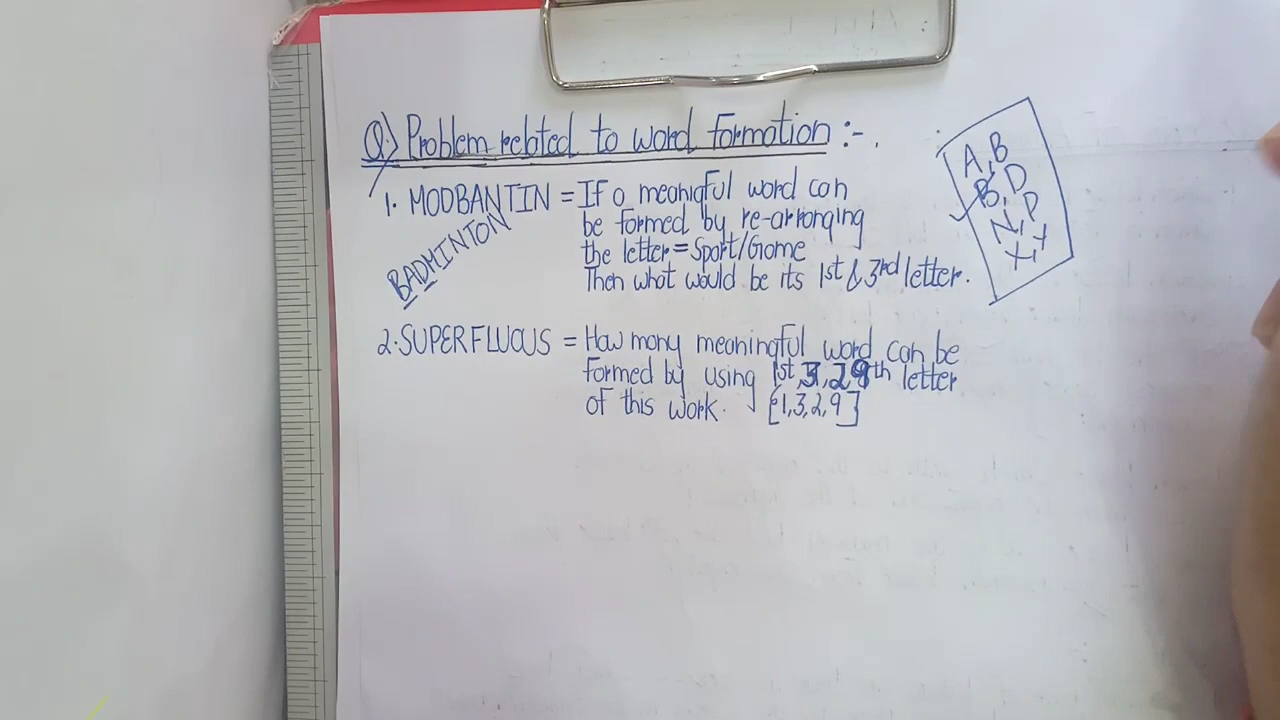 Q.) Problem related to word formation :-
1. MODBANTIN = If a meanigful word can
be formed by re-arranging
the letter = Sport/Game
Then what would be its 1st & 3rd letter.
BADMINTON
A, B
B, D
N, P
X, Y
2. SUPERFLUOUS = How many meaningful word can be
formed by using 1st, 3, 2 9th letter
of this work. [1,3,2,9]